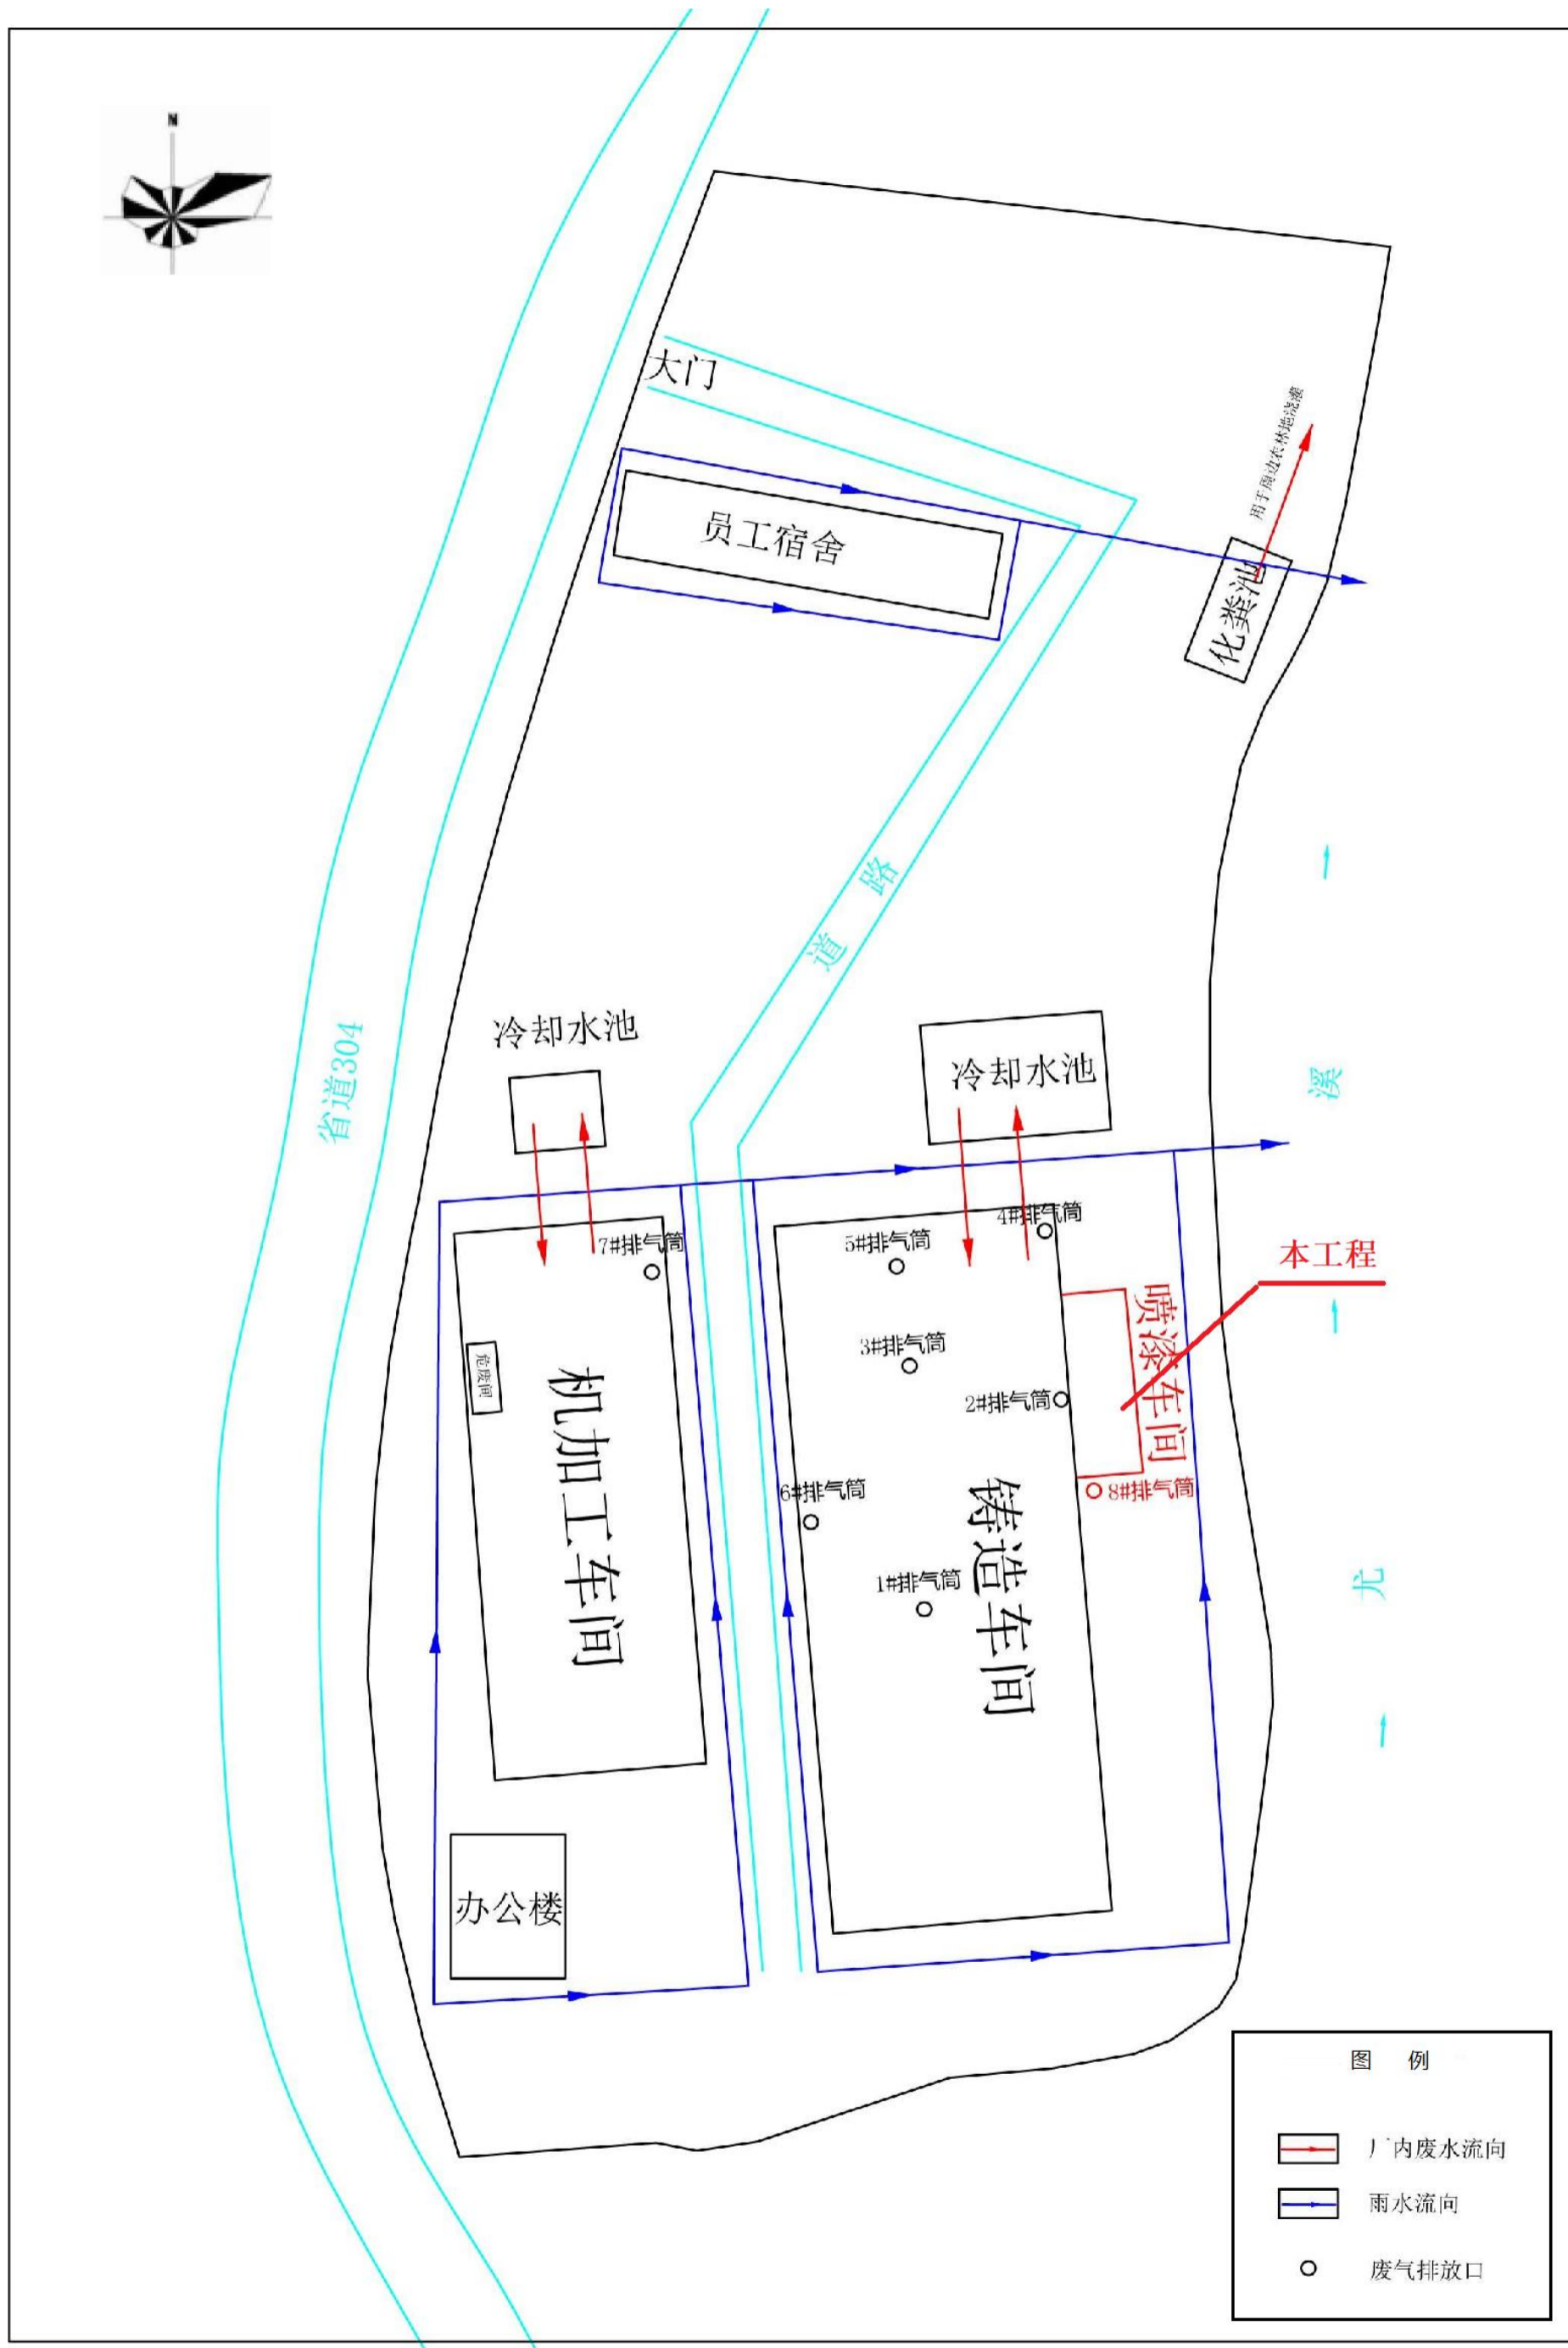 N
大门
用于周边农林地浇灌
员工宿舍
化粪池
道路
冷却水池
冷却水池
省道304
溪
4#排气筒
7#排气筒
5#排气筒
本工程
喷漆车间
3#排气筒
危废间
2#排气筒
机加工车间
6#排气筒
8#排气筒
铸造车间
1#排气筒
尤
办公楼
图 例
厂内废水流向
雨水流向
废气排放口